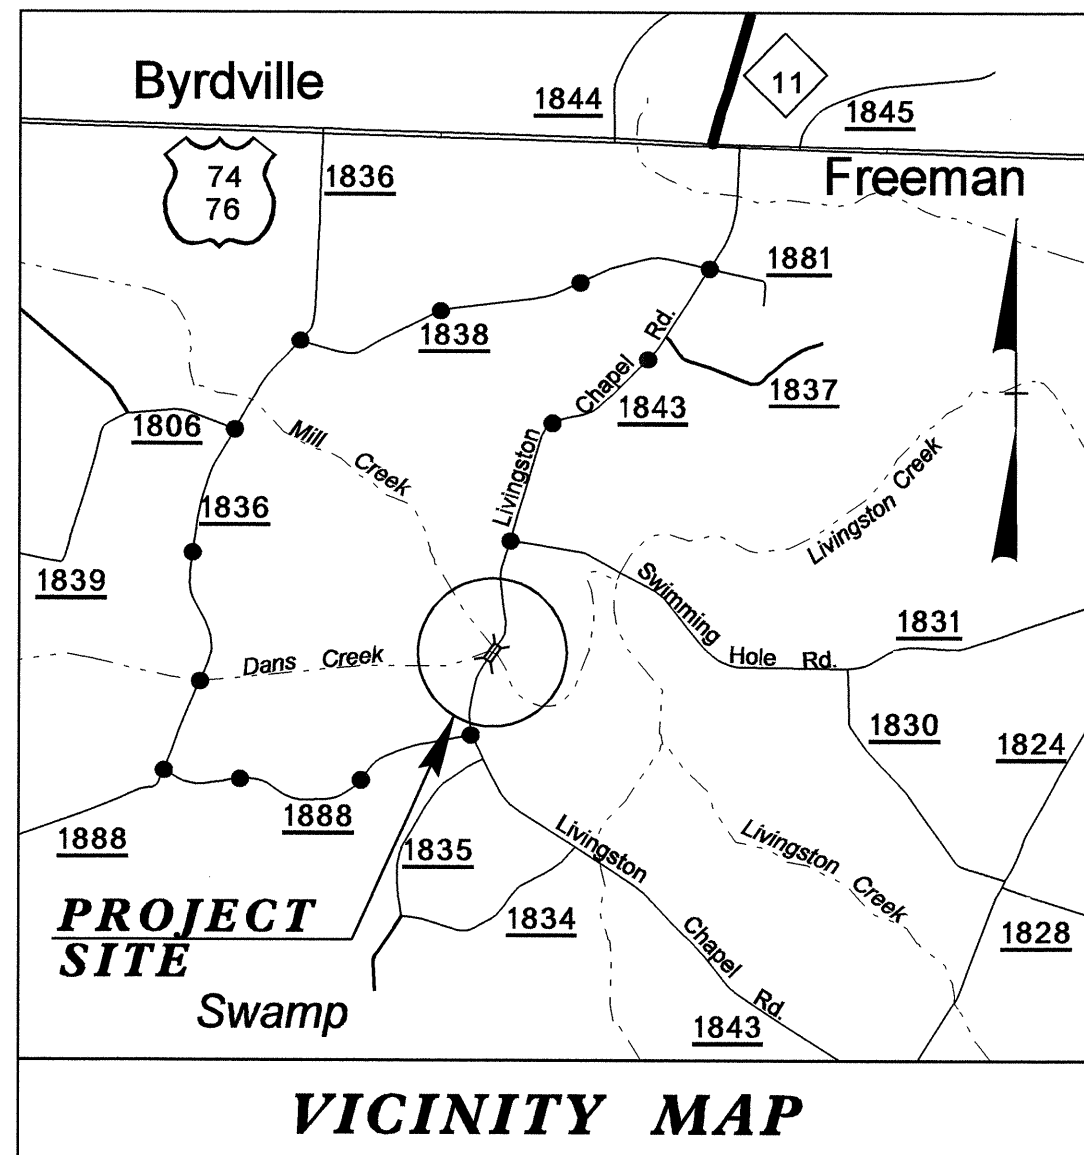 Byrdville
1844
11
1845
74
76
1836
Freeman
1881
1838
Livingston Chapel Rd.
1837
1843
1806
Mill Creek
Livingston Creek
1836
1839
Swimming Hole Rd.
1831
Dans Creek
1830
1824
1888
1888
Livingston Chapel Rd.
Livingston Creek
1835
1834
1828
PROJECT
SITE
Swamp
1843
VICINITY MAP